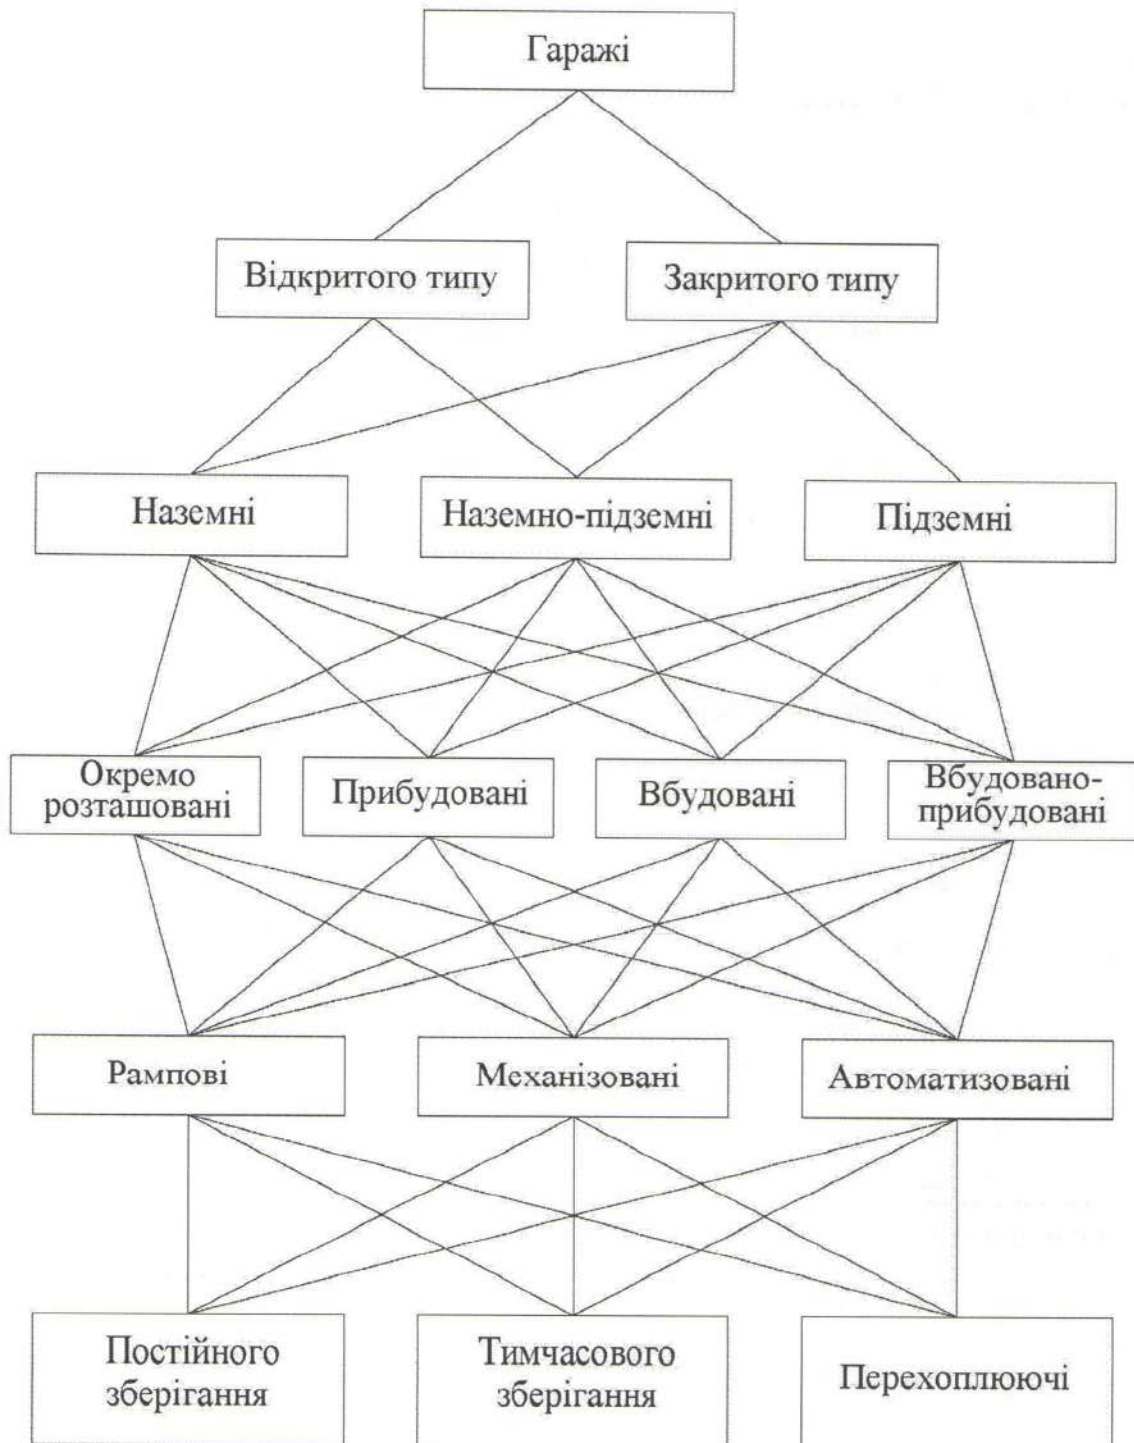 Гаражі
Відкритого типу
Закритого типу
Наземні
Наземно-підземні
Підземні
Окремо
розташовані
Прибудовані
Вбудовані
Вбудовано-
прибудовані
Рампові
Механізовані
Автоматизовані
Постійного
зберігання
Тимчасового
зберігання
Перехоплюючі